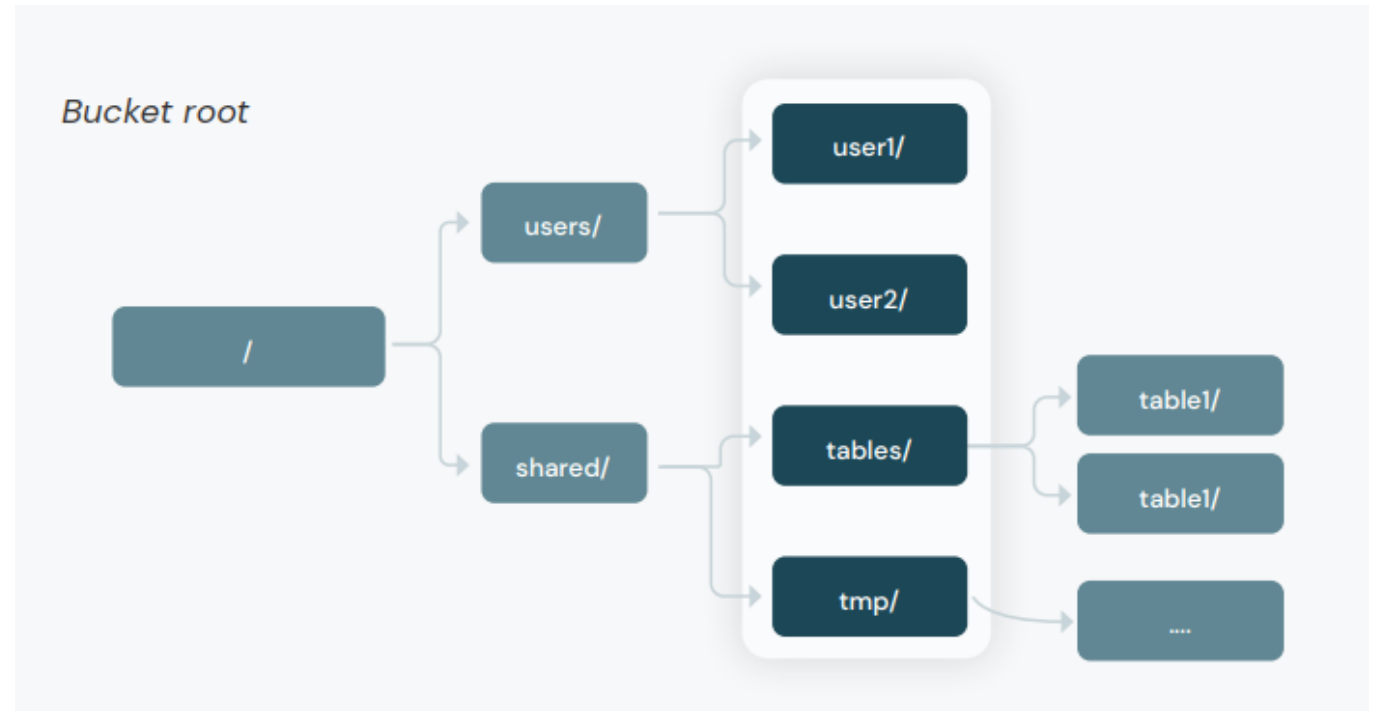 Bucket root
/
users/
shared/
user1/
user2/
tables/
tmp/
table1/
table1/
....